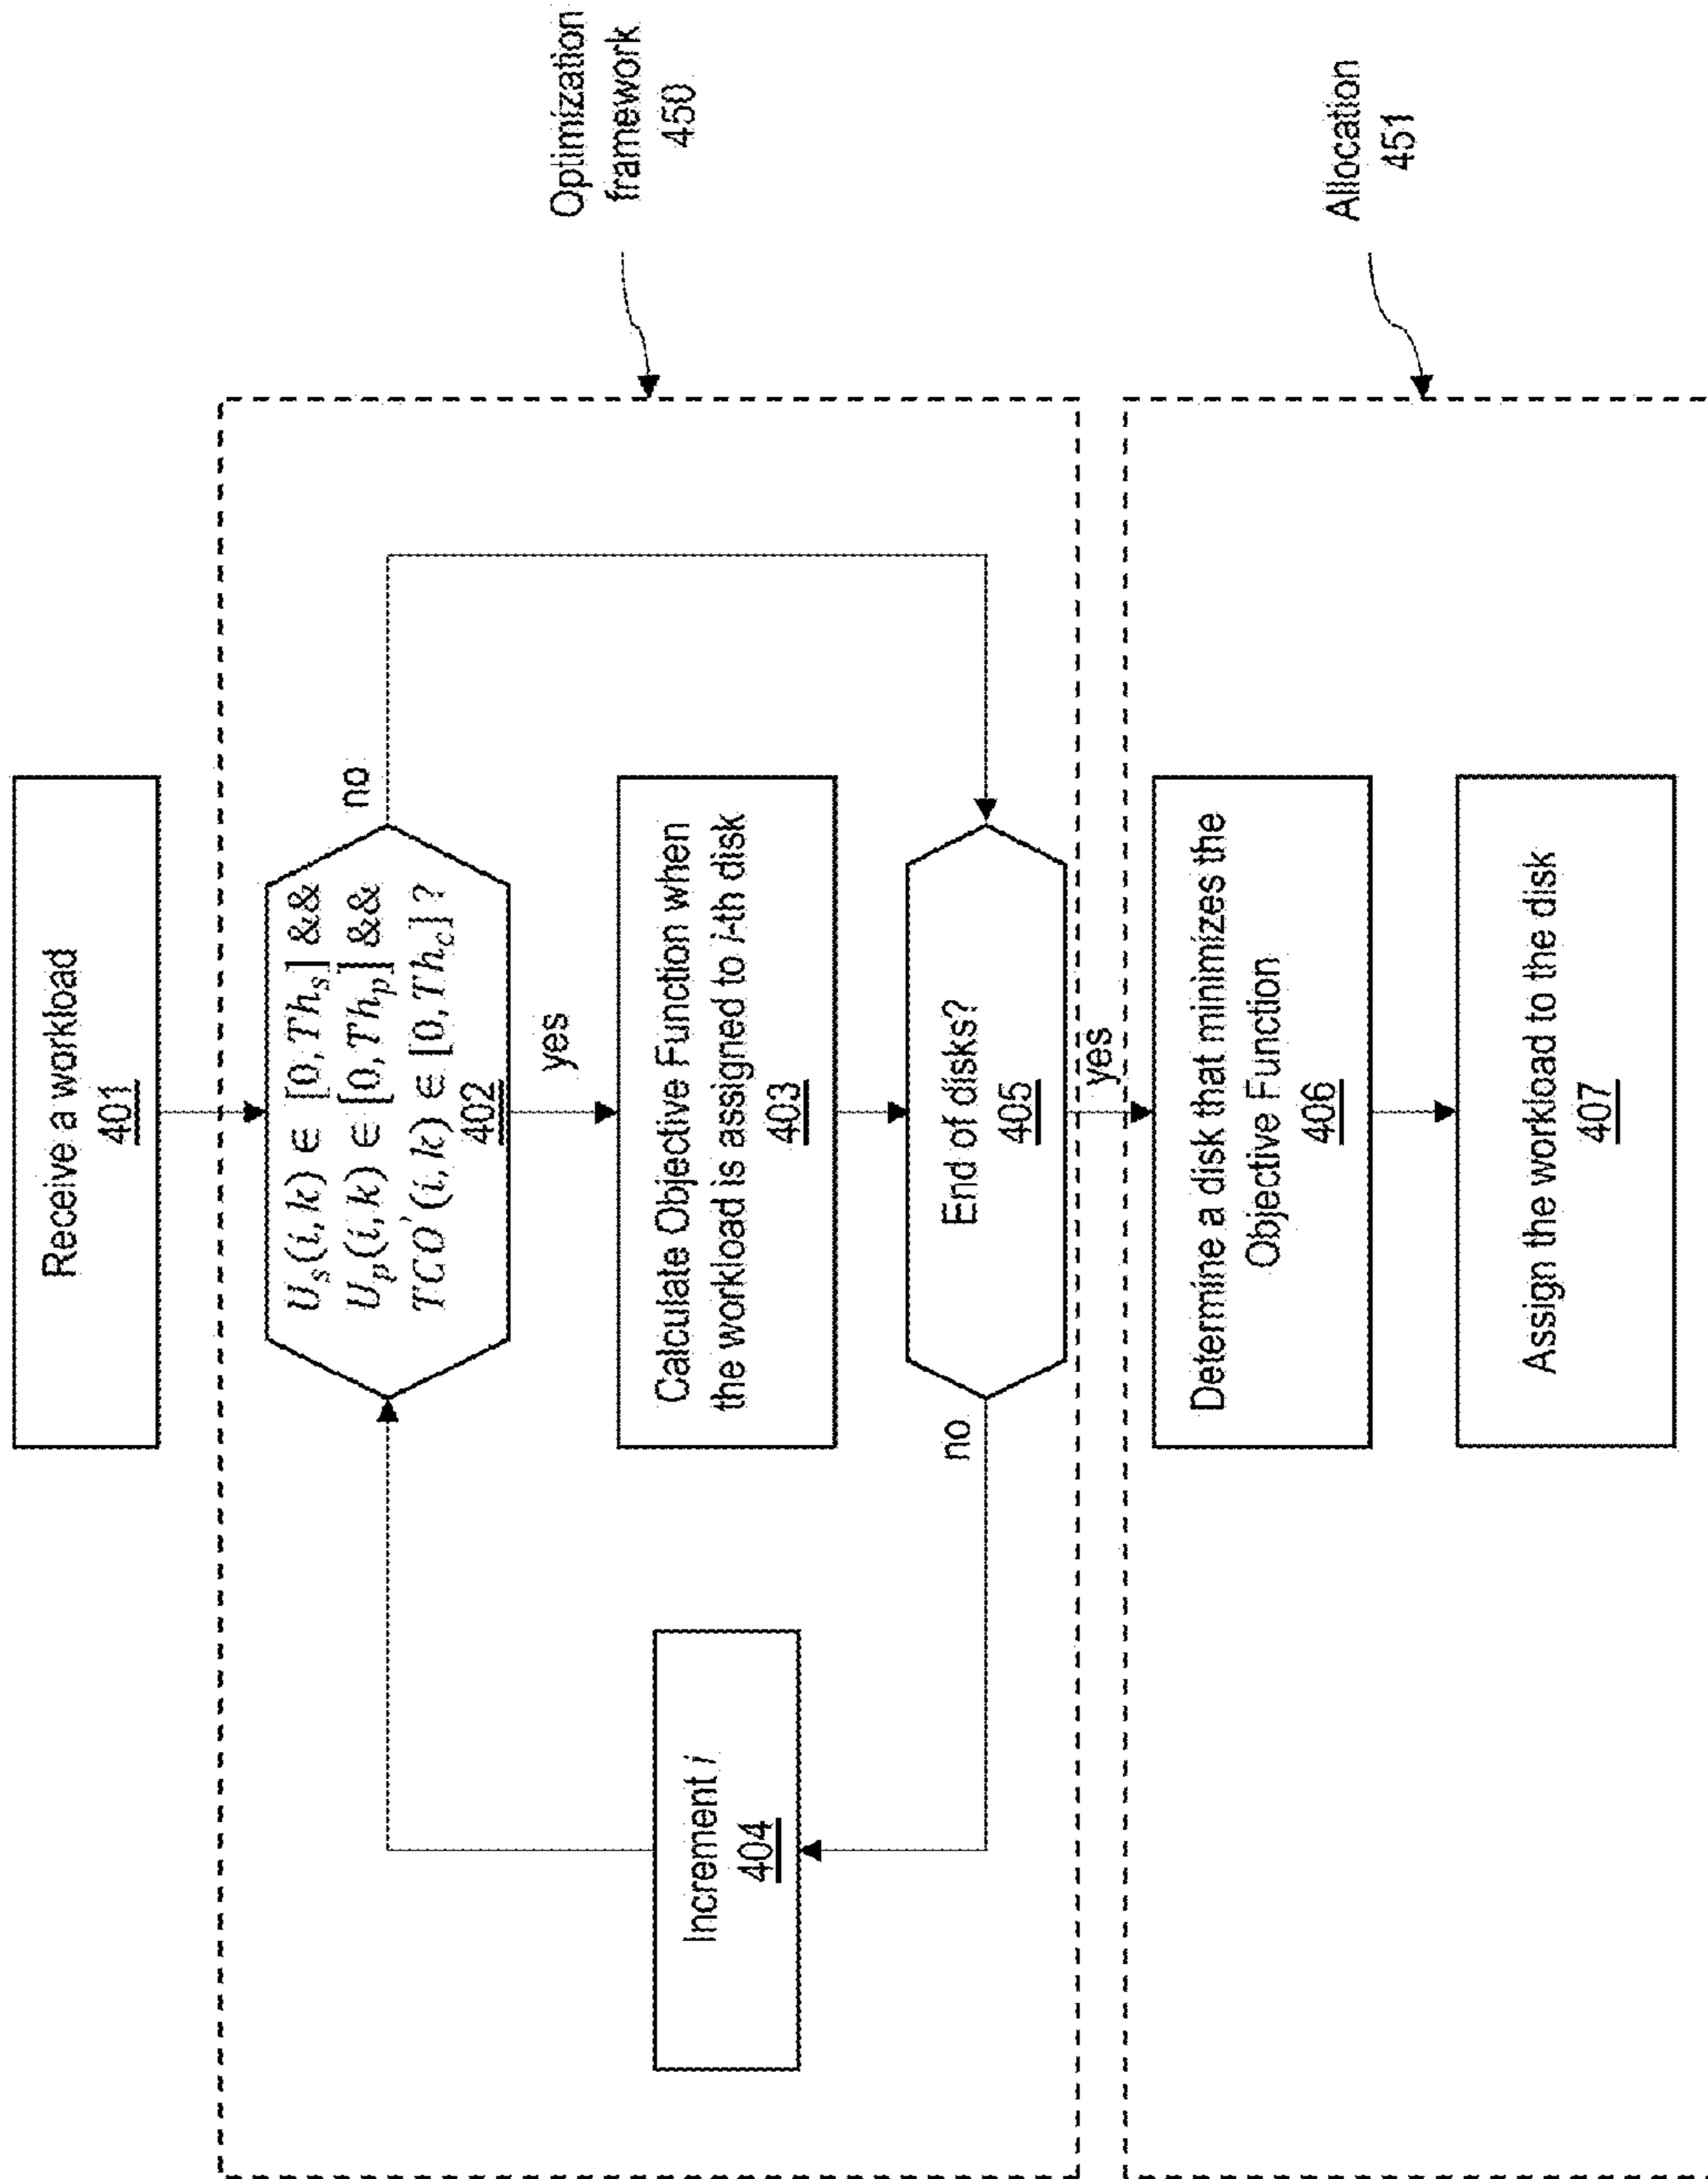 Receive a workload
401
U_s(i, k) ∈ [0, Th_s] &&
U_p(i, k) ∈ [0, Th_p] &&
TCO'(i, k) ∈ [0, Th_c] ?
402
no
yes
Calculate Objective Function when
the workload is assigned to i-th disk
403
Increment i
404
End of disks?
405
no
yes
Determine a disk that minimizes the
Objective Function
406
Assign the workload to the disk
407
Optimization
framework
450
Allocation
451